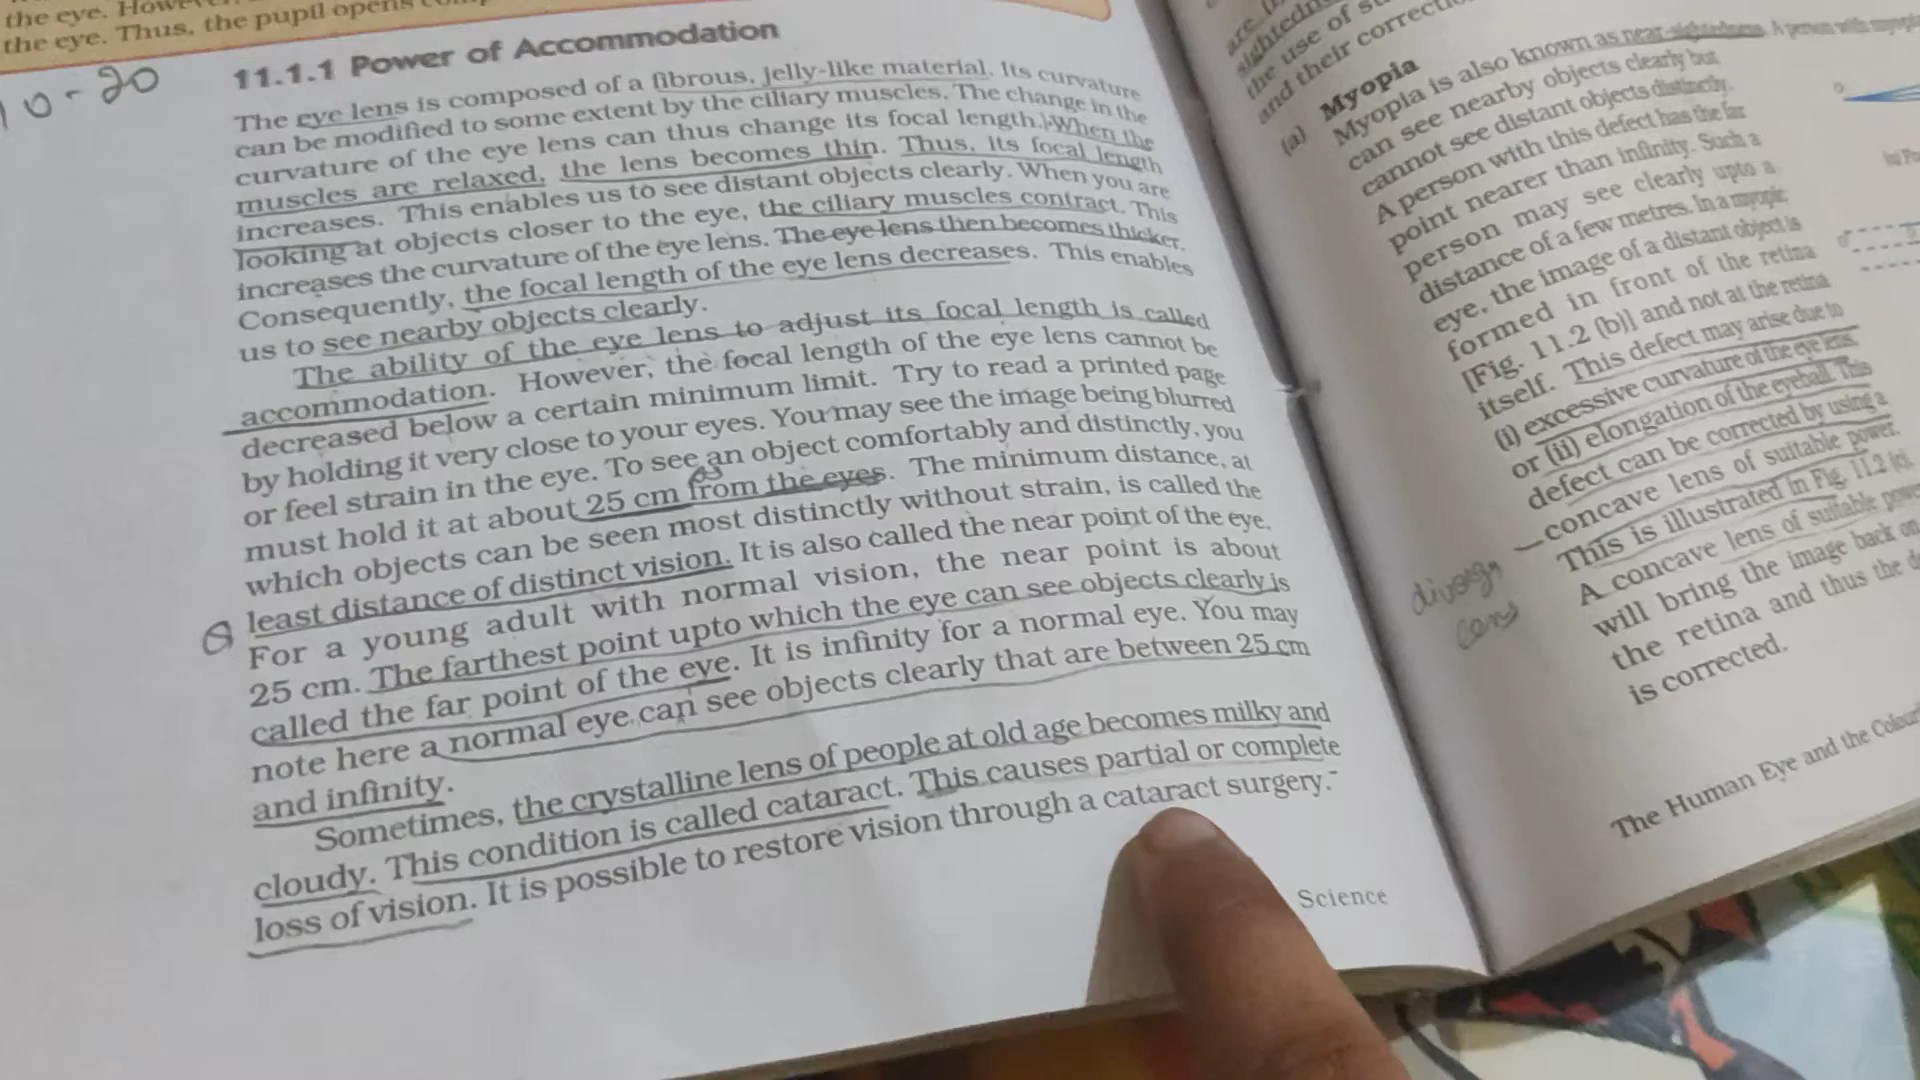 the eye. However,
the eye. Thus, the pupil opens
10-20
11.1.1 Power of Accommodation
The eye lens is composed of a fibrous, jelly-like material. Its curvature
can be modified to some extent by the ciliary muscles. The change in the
curvature of the eye lens can thus change its focal length. When the
muscles are relaxed, the lens becomes thin. Thus, its focal length
increases. This enables us to see distant objects clearly. When you are
looking at objects closer to the eye, the ciliary muscles contract. This
increases the curvature of the eye lens. The eye lens then becomes thicker.
Consequently, the focal length of the eye lens decreases. This enables
us to see nearby objects clearly.
The ability of the eye lens to adjust its focal length is called
accommodation. However, the focal length of the eye lens cannot be
decreased below a certain minimum limit. Try to read a printed page
by holding it very close to your eyes. You may see the image being blurred
or feel strain in the eye. To see an object comfortably and distinctly, you
must hold it at about 25 cm from the eyes. The minimum distance, at
which objects can be seen most distinctly without strain, is called the
least distance of distinct vision. It is also called the near point of the eye.
For a young adult with normal vision, the near point is about
25 cm. The farthest point upto which the eye can see objects clearly is
called the far point of the eye. It is infinity for a normal eye. You may
note here a normal eye can see objects clearly that are between 25 cm
and infinity.
Sometimes, the crystalline lens of people at old age becomes milky and
cloudy. This condition is called cataract. This causes partial or complete
loss of vision. It is possible to restore vision through a cataract surgery.
Science
the use of
and their
(a) Myopia
Myopia is also known as near-sightedness. A person with myopia
can see nearby objects clearly but
cannot see distant objects distinctly.
A person with this defect has the far
point nearer than infinity. Such a
person may see clearly upto a
distance of a few metres. In a myopic
eye, the image of a distant object is
formed in front of the retina
[Fig. 11.2 (b)] and not at the retina
itself. This defect may arise due to
(i) excessive curvature of the eye lens,
or (ii) elongation of the eyeball. This
defect can be corrected by using a
concave lens of suitable power.
This is illustrated in Fig. 11.2 (c).
A concave lens of suitable power
will bring the image back on
the retina and thus the
is corrected.
The Human Eye and the